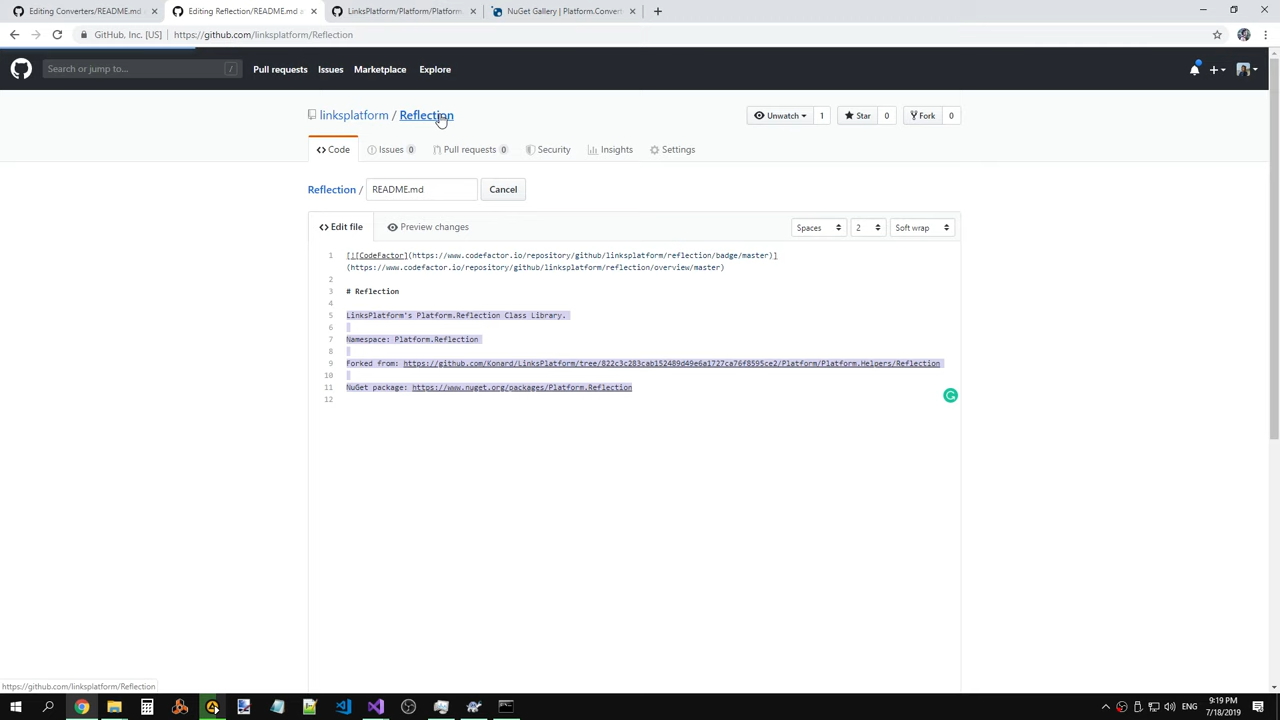 Editing Converters/README.md a
Editing Reflection/README.md a
LinksPlatform/Platform/Platform.
NuGet Gallery | Platform.Convert
GitHub, Inc. [US]
https://github.com/linksplatform/Reflection
Search or jump to...
/
Pull requests
Issues
Marketplace
Explore
linksplatform / Reflection
Unwatch 1
Star 0
Fork 0
Code
Issues 0
Pull requests 0
Security
Insights
Settings
Reflection /
README.md
Cancel
Edit file
Preview changes
Spaces
2
Soft wrap
1 [![CodeFactor](https://www.codefactor.io/repository/github/linksplatform/reflection/badge/master)]
(https://www.codefactor.io/repository/github/linksplatform/reflection/overview/master)
2
3 # Reflection
4
5 LinksPlatform's Platform.Reflection Class Library.
6
7 Namespace: Platform.Reflection
8
9 Forked from: https://github.com/Konard/LinksPlatform/tree/822c3c283cab152489d49e6a1727ca76f8595ce2/Platform/Platform.Helpers/Reflection
10
11 NuGet package: https://www.nuget.org/packages/Platform.Reflection
12
https://github.com/linksplatform/Reflection
ENG
9:19 PM
7/18/2019